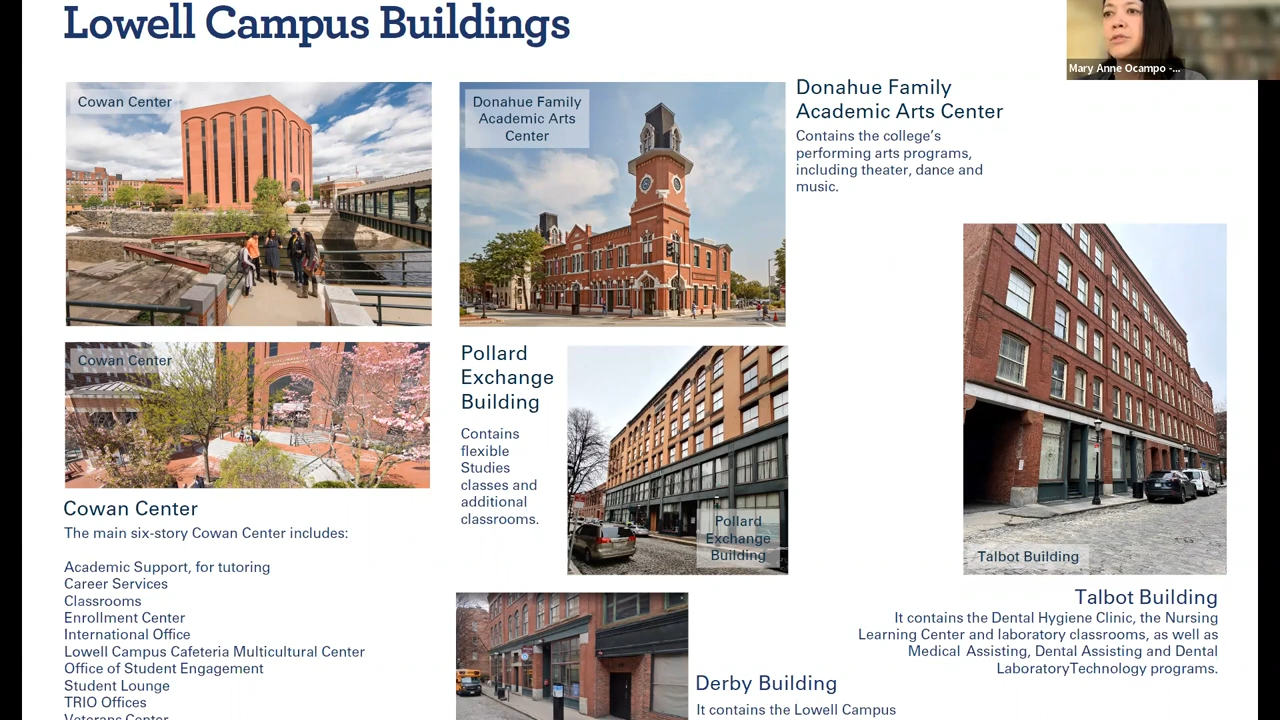 Lowell Campus Buildings
Mary Anne Ocampo -...
Cowan Center
Donahue Family
Academic Arts
Center
Donahue Family
Academic Arts Center
Contains the college's
performing arts programs,
including theater, dance and
music.
Cowan Center
Cowan Center
The main six-story Cowan Center includes:
Academic Support, for tutoring
Career Services
Classrooms
Enrollment Center
International Office
Lowell Campus Cafeteria Multicultural Center
Office of Student Engagement
Student Lounge
TRIO Offices
Veterans Center
Pollard
Exchange
Building
Contains
flexible
Studies
classes and
additional
classrooms.
Pollard
Exchange
Building
Talbot Building
Talbot Building
It contains the Dental Hygiene Clinic, the Nursing
Learning Center and laboratory classrooms, as well as
Medical Assisting, Dental Assisting and Dental
LaboratoryTechnology programs.
Derby Building
It contains the Lowell Campus